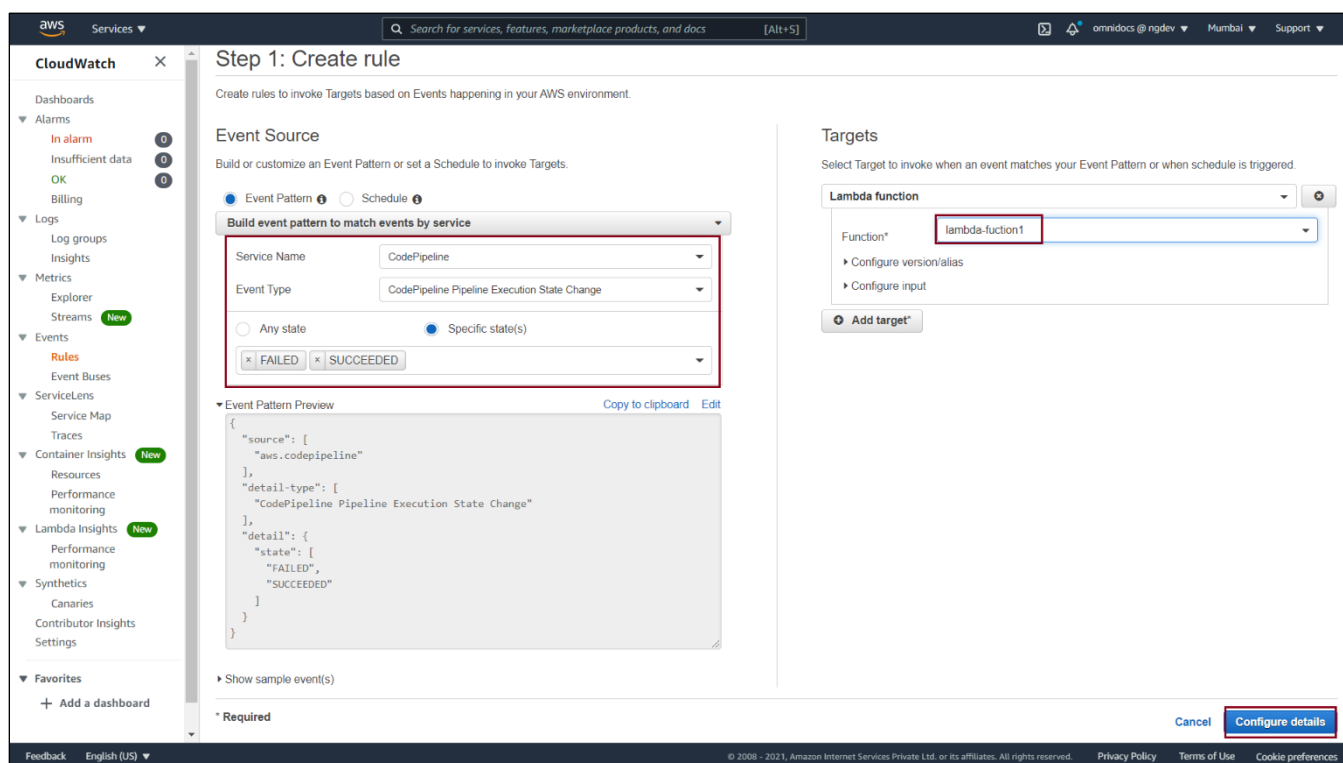 aws
Services
Search for services, features, marketplace products, and docs
[Alt+S]
omnidocs @ ngdev
Mumbai
Support
CloudWatch
Dashboards
Alarms
In alarm 0
Insufficient data 0
OK 0
Billing
Logs
Log groups
Insights
Metrics
Explorer
Streams New
Events
Rules
Event Buses
ServiceLens
Service Map
Traces
Container Insights New
Resources
Performance
monitoring
Lambda Insights New
Performance
monitoring
Synthetics
Canaries
Contributor Insights
Settings
Favorites
+ Add a dashboard
Step 1: Create rule
Create rules to invoke Targets based on Events happening in your AWS environment.
Event Source
Build or customize an Event Pattern or set a Schedule to invoke Targets.
Event Pattern Schedule
Build event pattern to match events by service
Service Name CodePipeline
Event Type CodePipeline Pipeline Execution State Change
Any state Specific state(s)
× FAILED × SUCCEEDED
Event Pattern Preview Copy to clipboard Edit
{
"source": [
"aws.codepipeline"
],
"detail-type": [
"CodePipeline Pipeline Execution State Change"
],
"detail": {
"state": [
"FAILED",
"SUCCEEDED"
]
}
}
Show sample event(s)
Targets
Select Target to invoke when an event matches your Event Pattern or when schedule is triggered.
Lambda function
Function* lambda-fuction1
Configure version/alias
Configure input
Add target*
* Required
Cancel
Configure details
Feedback English (US)
© 2008 - 2021, Amazon Internet Services Private Ltd. or its affiliates. All rights reserved. Privacy Policy Terms of Use Cookie preferences